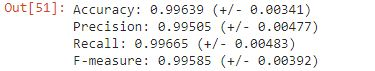 Out[51]: Accuracy: 0.99639 (+/- 0.00341)
Precision: 0.99505 (+/- 0.00477)
Recall: 0.99665 (+/- 0.00483)
F-measure: 0.99585 (+/- 0.00392)